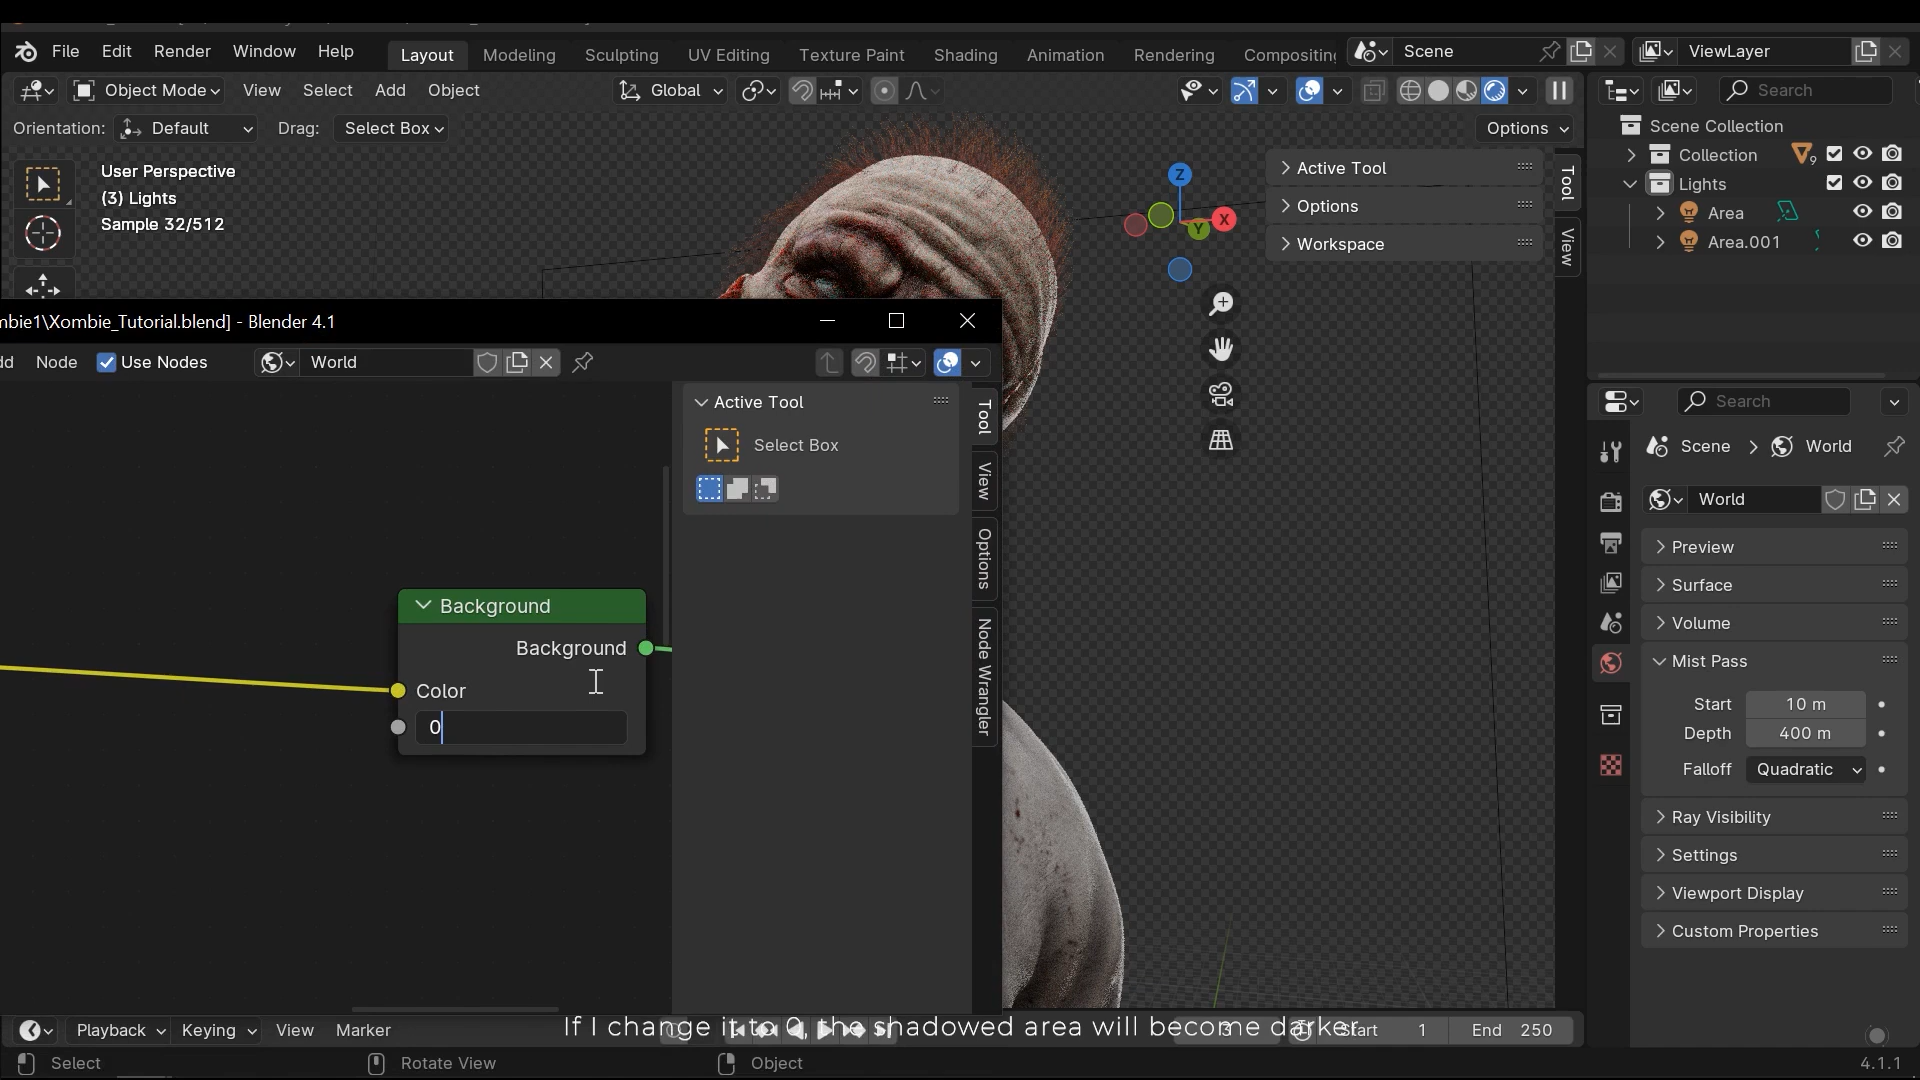 File Edit Render Window Help Layout Modeling Sculpting UV Editing Texture Paint Shading Animation Rendering Compositing Scene ViewLayer
Object Mode View Select Add Object Global Search
Orientation: Default Drag: Select Box Options
Scene Collection
Collection 9
Lights
Area
Area.001
User Perspective
(3) Lights
Sample 32/512
Z
X
Y
Active Tool
Options
Workspace
Tool
View
mbie1\Xombie_Tutorial.blend] - Blender 4.1
dd Node Use Nodes World
Active Tool
Select Box
Tool
View
Options
Node Wrangler
Background
Background
Color
0
Search
Scene > World
World
Preview
Surface
Volume
Mist Pass
Start 10 m
Depth 400 m
Falloff Quadratic
Ray Visibility
Settings
Viewport Display
Custom Properties
Playback Keying View Marker 3 Start 1 End 250
If I change it to 0, the shadowed area will become darker
Select Rotate View Object 4.1.1